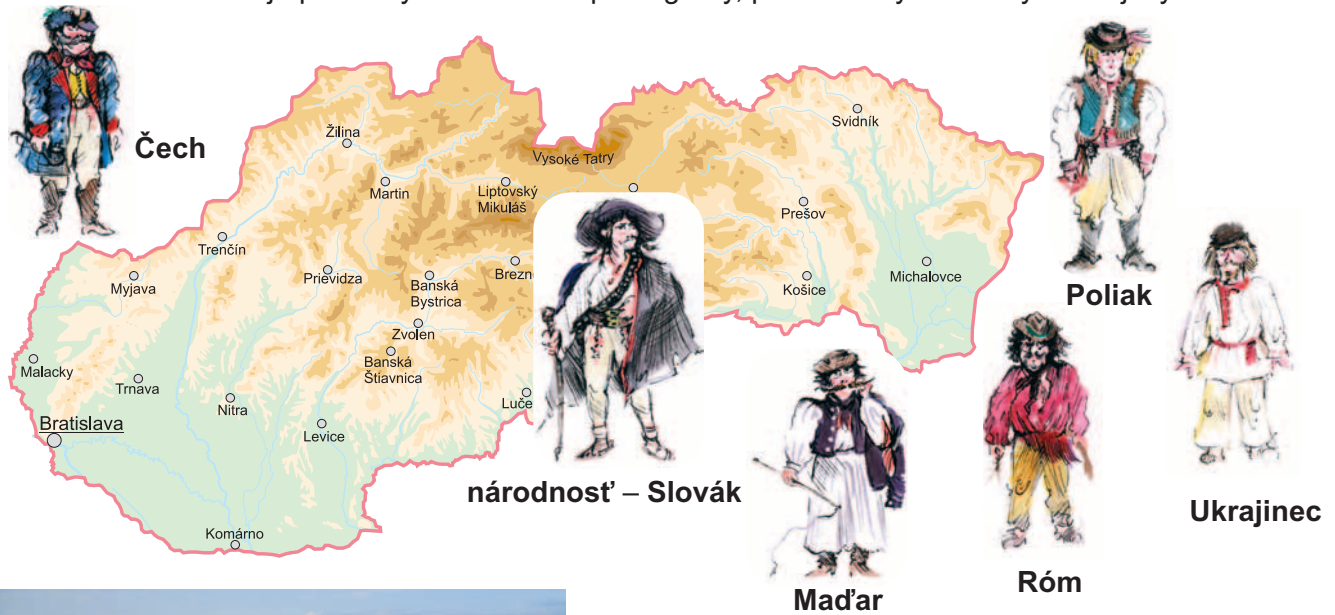 Čech
Žilina
Svidník
Vysoké Tatry
Martin
Liptovský
Mikuláš
Prešov
Trenčín
Myjava
Prievidza
Banská
Bystrica
Košice
Michalovce
Poliak
Zvolen
Banská
Štiavnica
Malacky
Trnava
Nitra
Levice
Bratislava
Komárno
národnosť – Slovák
Maďar
Róm
Ukrajinec